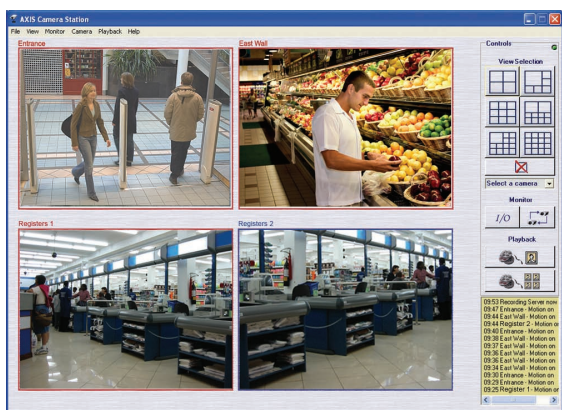 AXIS Camera Station
File View Monitor Camera Playback Help
Entrance
East Wall
Registers 1
Registers 2
Controls
View Selection
Select a camera
Monitor
I/O
Playback
09:53 Recording Server now
09:47 Entrance - Motion on
09:44 East Wall - Motion on
09:44 Register 2 - Motion on
09:40 Entrance - Motion on
09:38 East Wall - Motion on
09:37 East Wall - Motion on
09:36 East Wall - Motion on
09:36 East Wall - Motion on
09:34 East Wall - Motion on
09:30 Entrance - Motion on
09:29 Entrance - Motion on
09:25 Register 1 - Motion on